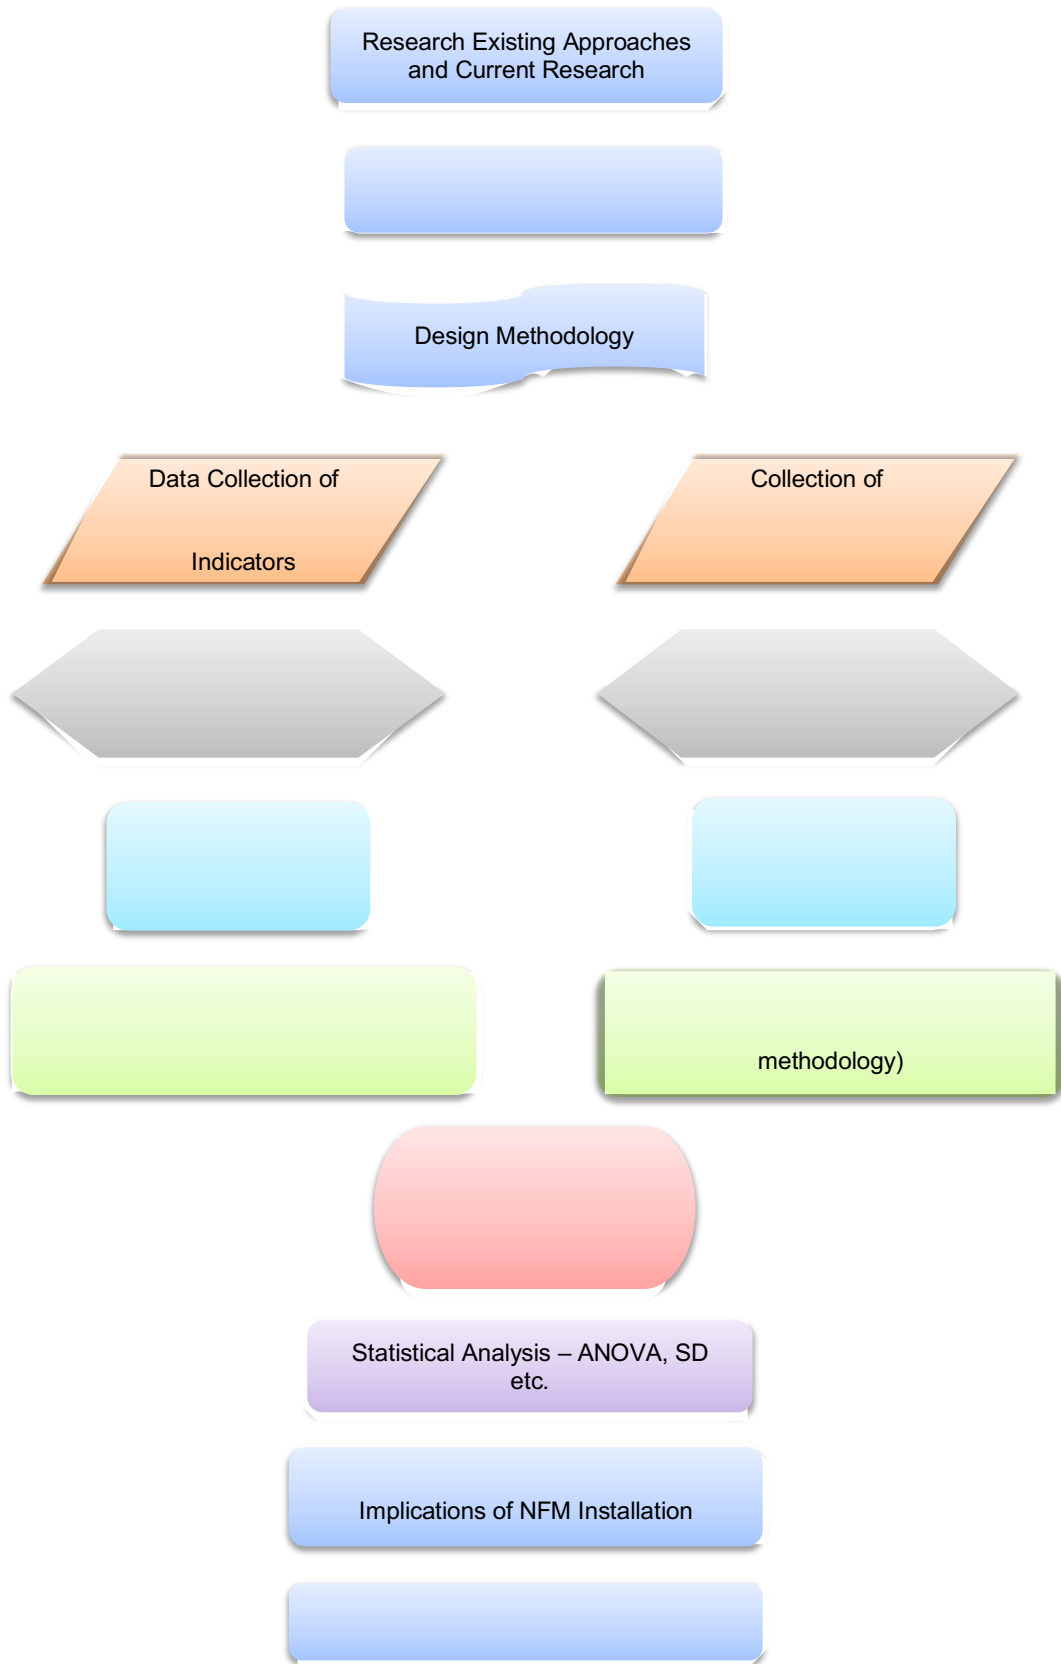 Research Existing Approaches
and Current Research
Design Methodology
Data Collection of
Indicators
Collection of
methodology)
Statistical Analysis – ANOVA, SD
etc.
Implications of NFM Installation